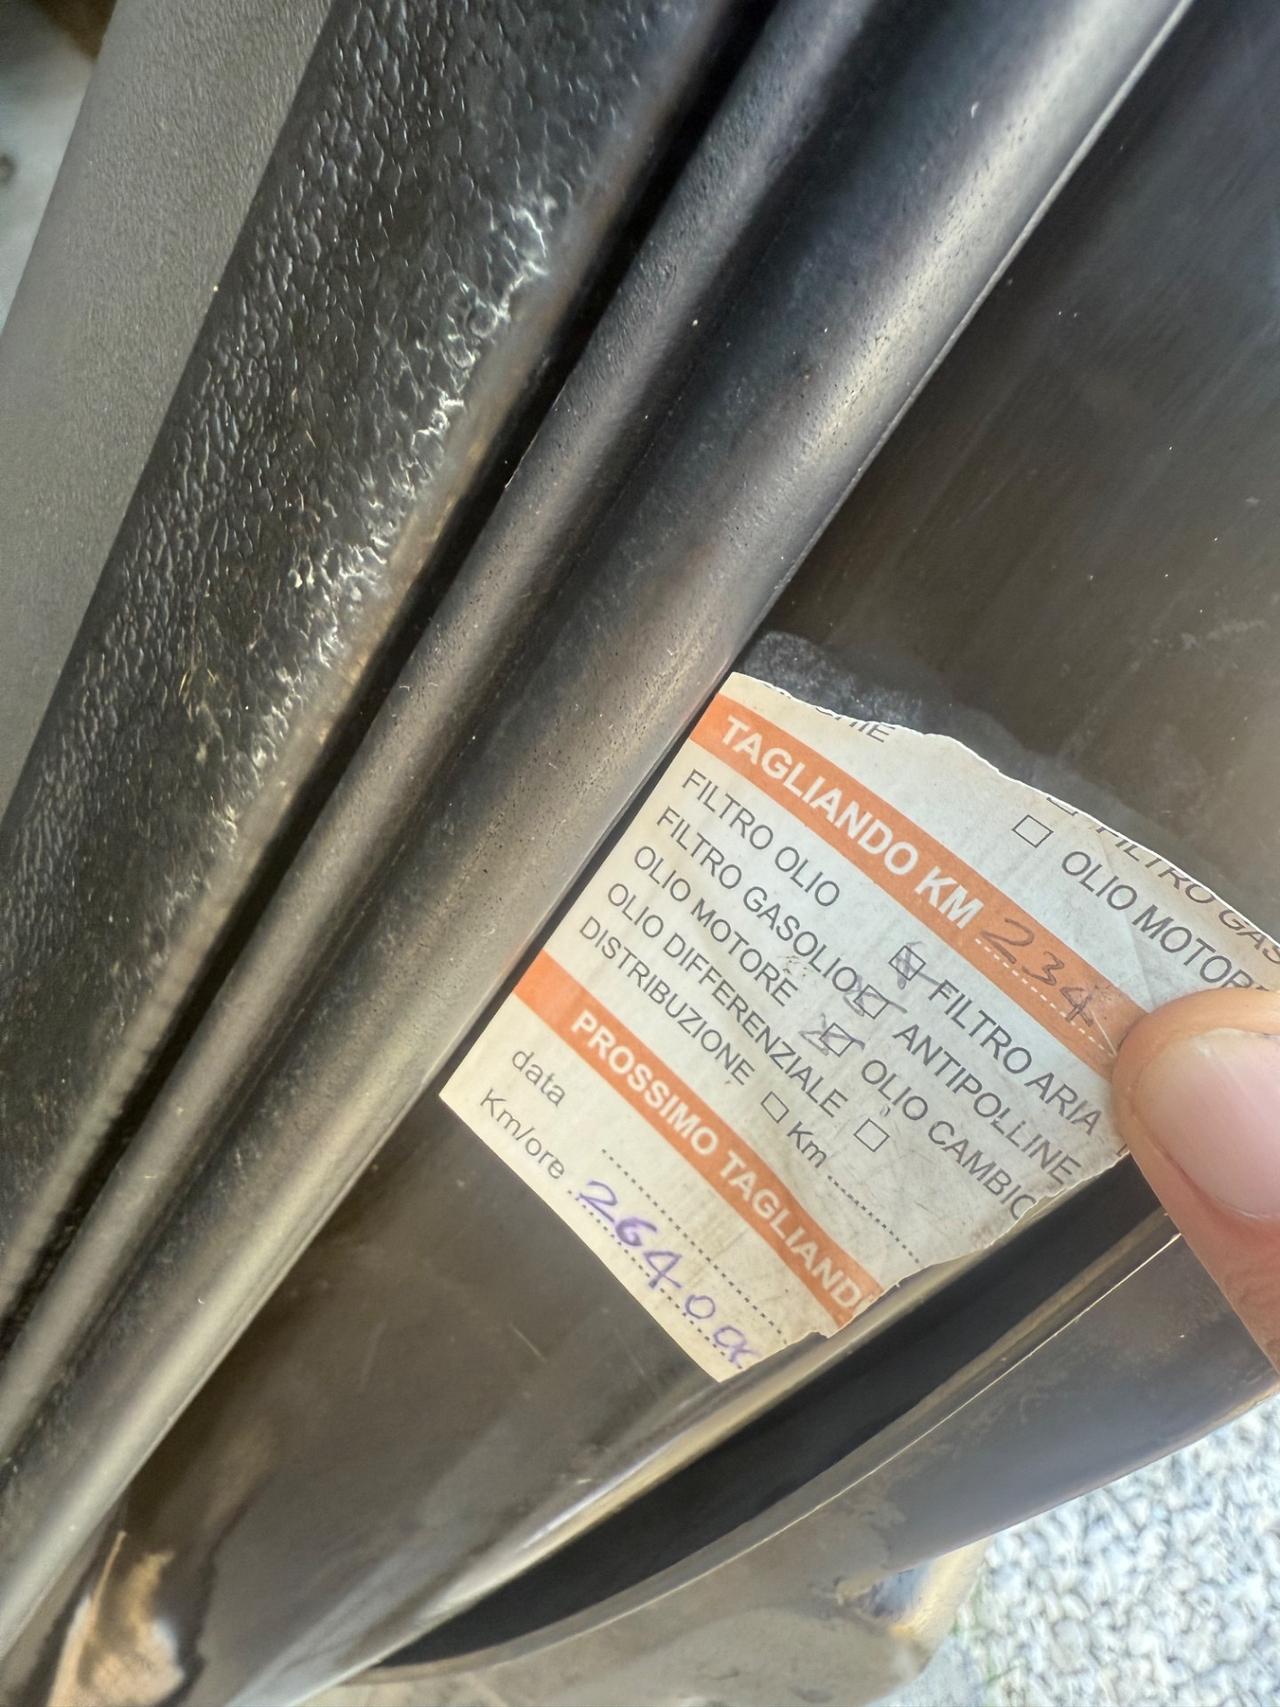 OLIO MOTORE
TAGLIANDO KM 234
FILTRO OLIO FILTRO ARIA
FILTRO GASOLIO ANTIPOLLINE
OLIO MOTORE OLIO CAMBIO
OLIO DIFFERENZIALE
DISTRIBUZIONE Km
PROSSIMO TAGLIANDO
data
Km/ore 2640